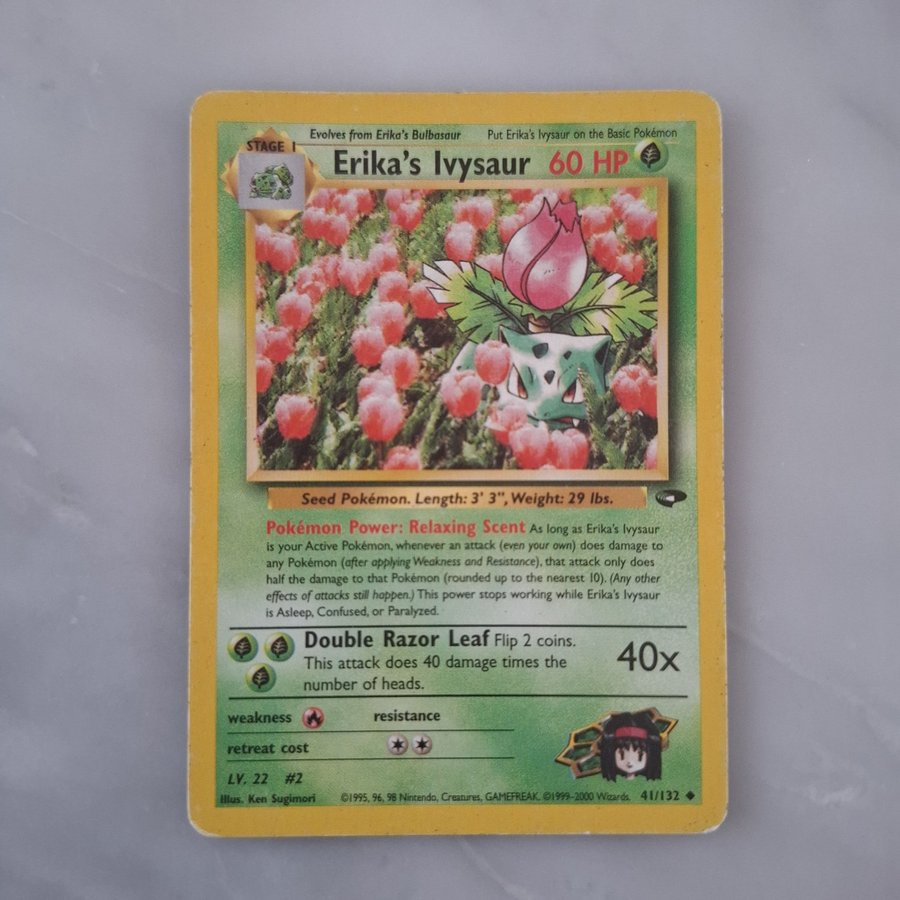 Evolves from Erika's Bulbasaur Put Erika's Ivysaur on the Basic Pokémon
STAGE 1
Erika's Ivysaur 60 HP
Seed Pokémon. Length: 3' 3", Weight: 29 lbs.
Pokémon Power: Relaxing Scent As long as Erika's Ivysaur
is your Active Pokémon, whenever an attack (even your own) does damage to
any Pokémon (after applying Weakness and Resistance), that attack only does
half the damage to that Pokémon (rounded up to the nearest 10). (Any other
effects of attacks still happen.) This power stops working while Erika's Ivysaur
is Asleep, Confused, or Paralyzed.
Double Razor Leaf Flip 2 coins.
This attack does 40 damage times the
number of heads.
40x
weakness resistance
retreat cost
LV. 22 #2
Illus. Ken Sugimori ©1995, 96, 98 Nintendo, Creatures, GAMEFREAK. ©1999-2000 Wizards. 41/132